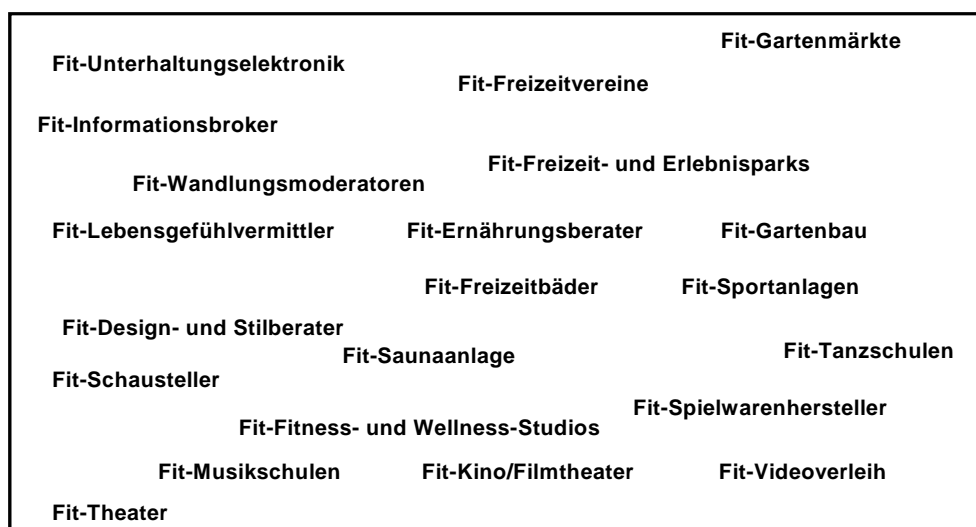 Fit-Gartenmärkte
Fit-Unterhaltungselektronik
Fit-Freizeitvereine
Fit-Informationsbroker
Fit-Freizeit- und Erlebnisparks
Fit-Wandlungsmoderatoren
Fit-Lebensgefühlvermittler
Fit-Ernährungsberater
Fit-Gartenbau
Fit-Freizeitbäder
Fit-Sportanlagen
Fit-Design- und Stilberater
Fit-Saunaanlage
Fit-Tanzschulen
Fit-Schausteller
Fit-Spielwarenhersteller
Fit-Fitness- und Wellness-Studios
Fit-Musikschulen
Fit-Kino/Filmtheater
Fit-Videoverleih
Fit-Theater